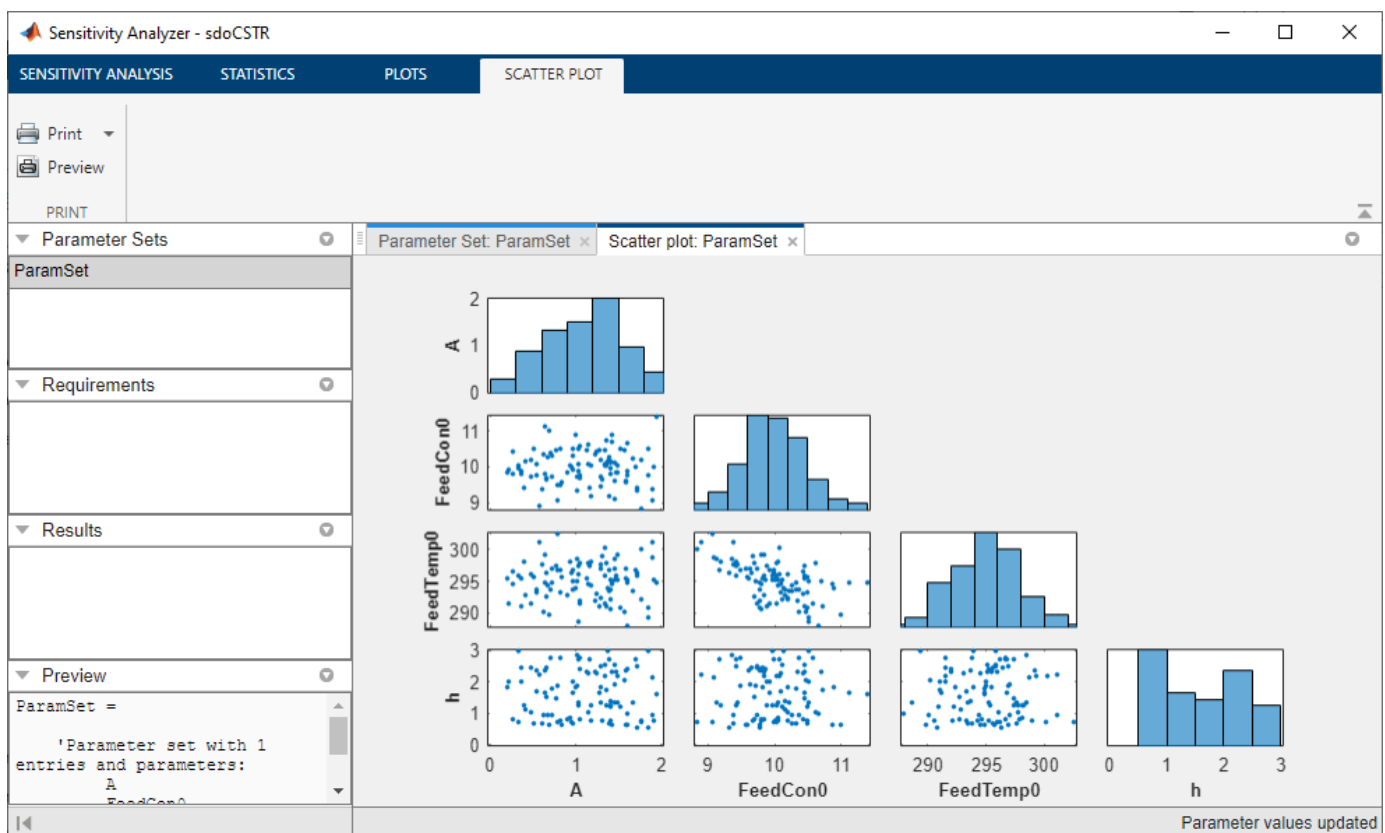 Sensitivity Analyzer - sdoCSTR
SENSITIVITY ANALYSIS STATISTICS PLOTS SCATTER PLOT
Print
Preview
PRINT
Parameter Sets
ParamSet
Requirements
Results
Preview
ParamSet =
'Parameter set with 1
entries and parameters:
A
FeedCon0
Parameter Set: ParamSet × Scatter plot: ParamSet ×
2
A 1
0
11
FeedCon0 10
9
300
FeedTemp0 295
290
3
2
h 1
0
0 1 2 9 10 11 290 295 300 0 1 2 3
A FeedCon0 FeedTemp0 h
Parameter values updated